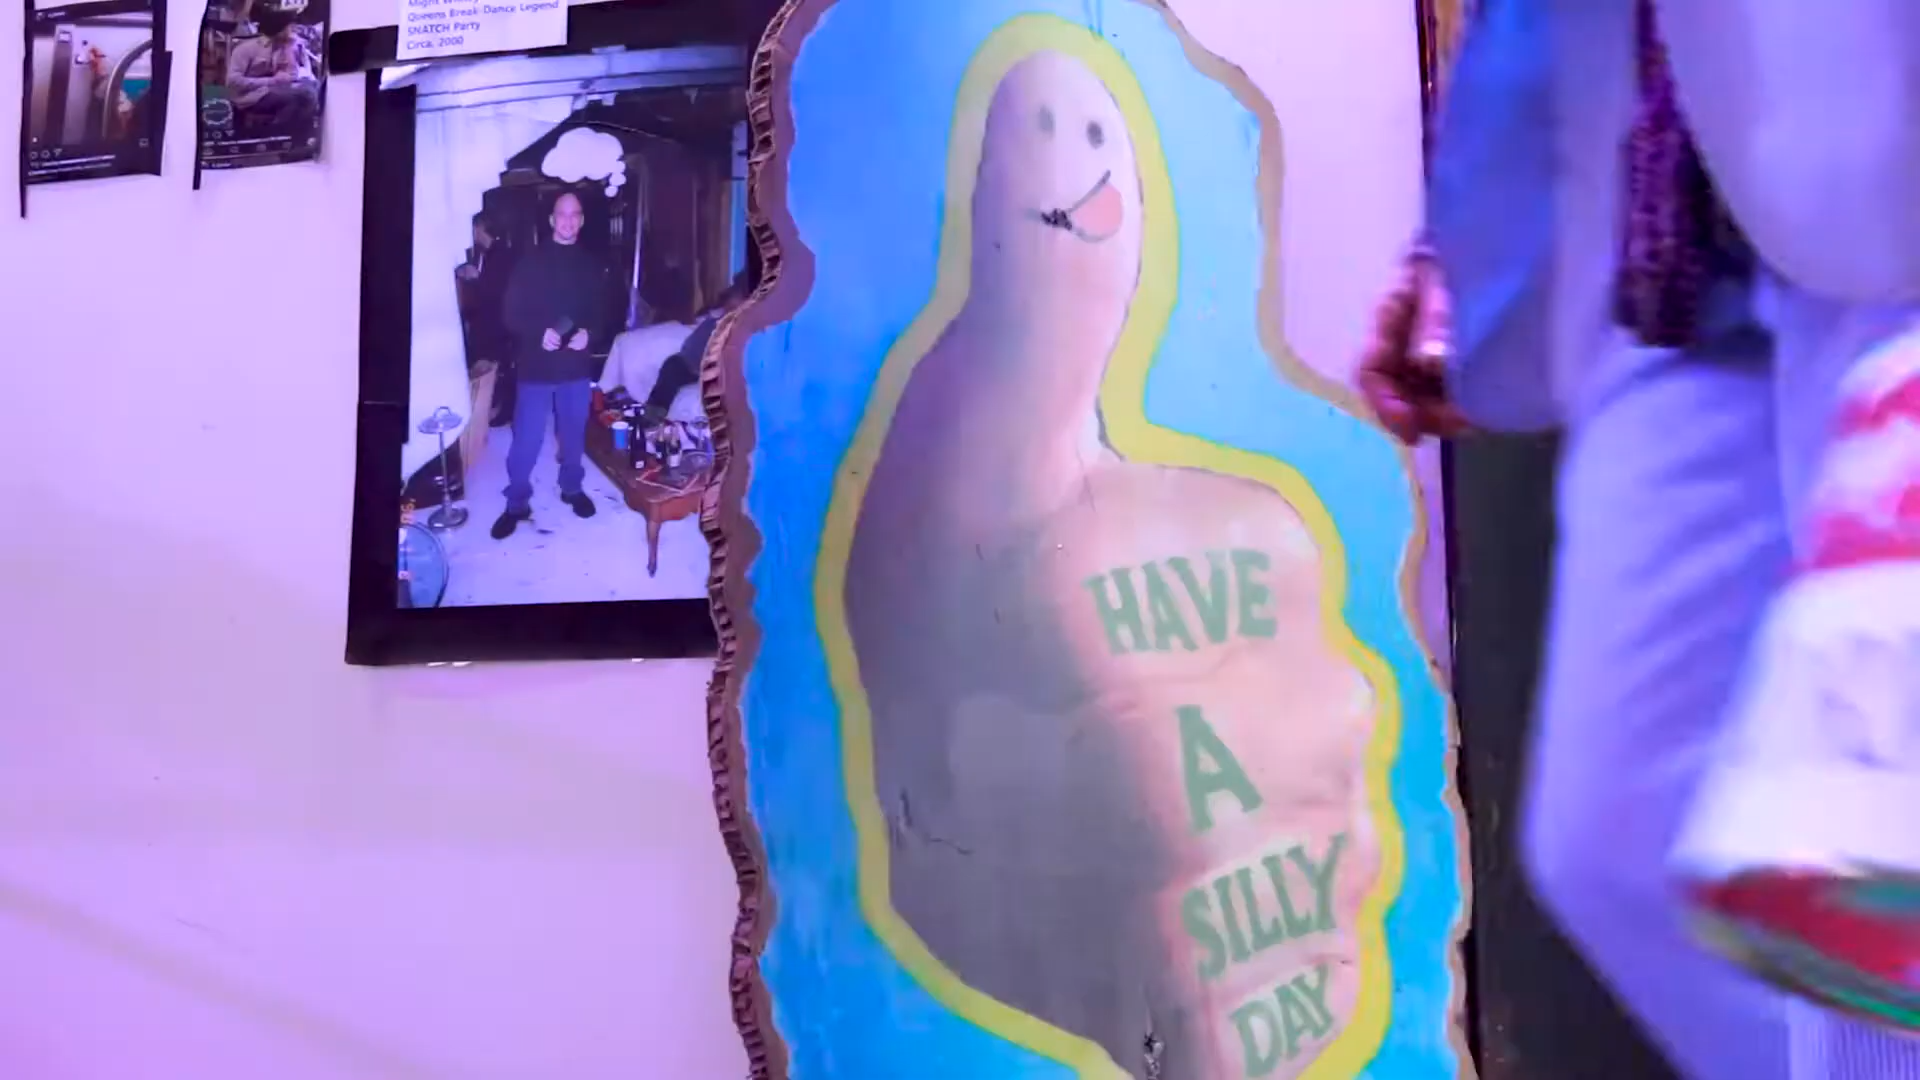 Queens Break-Dance Legend
SNATCH Party
Circa. 2000
HAVE
A
SILLY
DAY